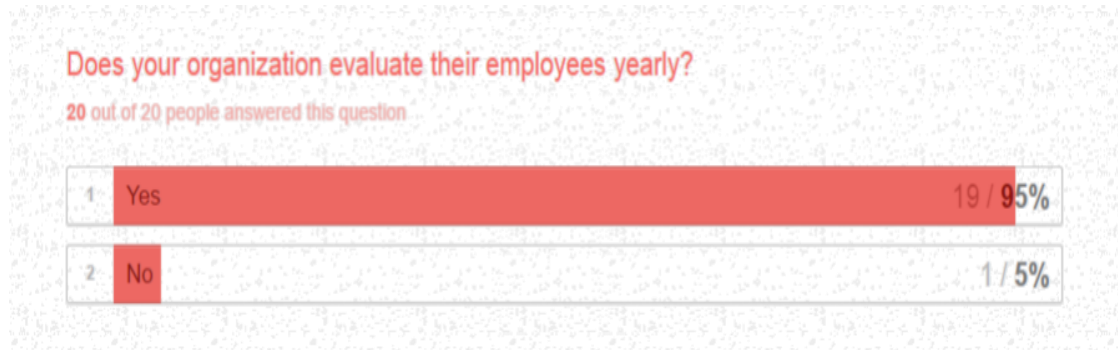 Does your organization evaluate their employees yearly?
20 out of 20 people answered this question
1 Yes 19 / 95%
2 No 1 / 5%